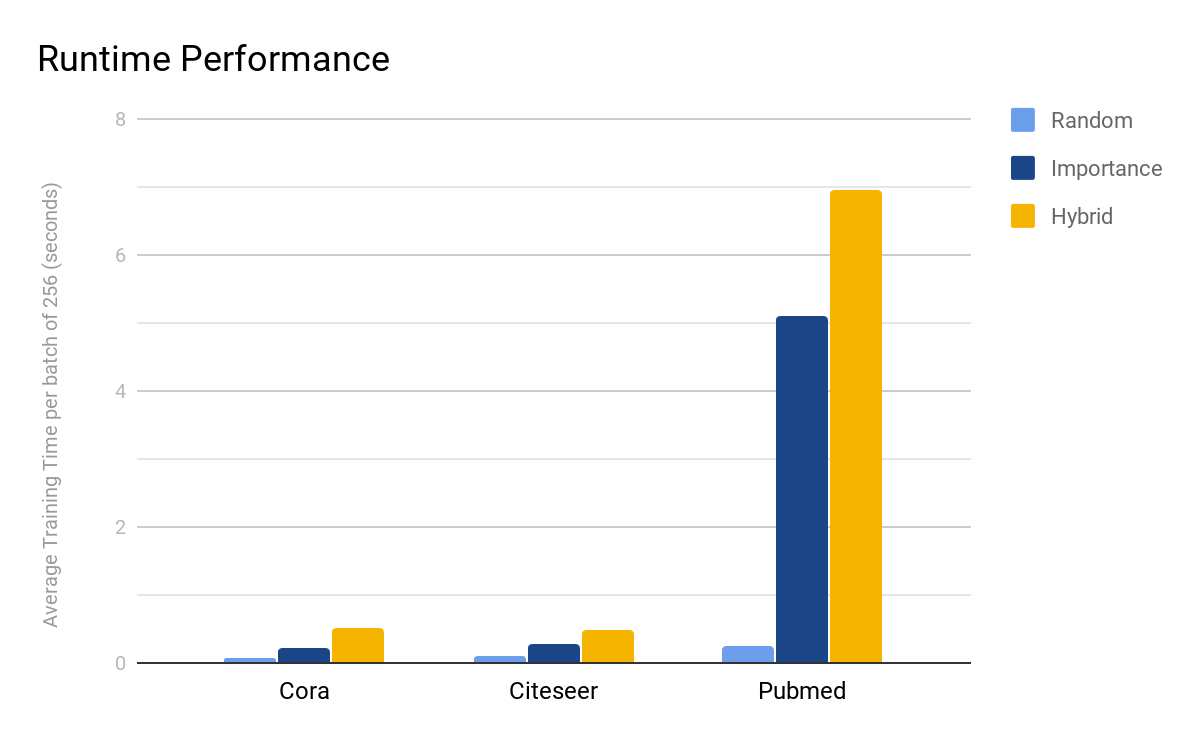 Runtime Performance
Average Training Time per batch of 256 (seconds)
8
6
4
2
0
Cora
Citeseer
Pubmed
Random
Importance
Hybrid